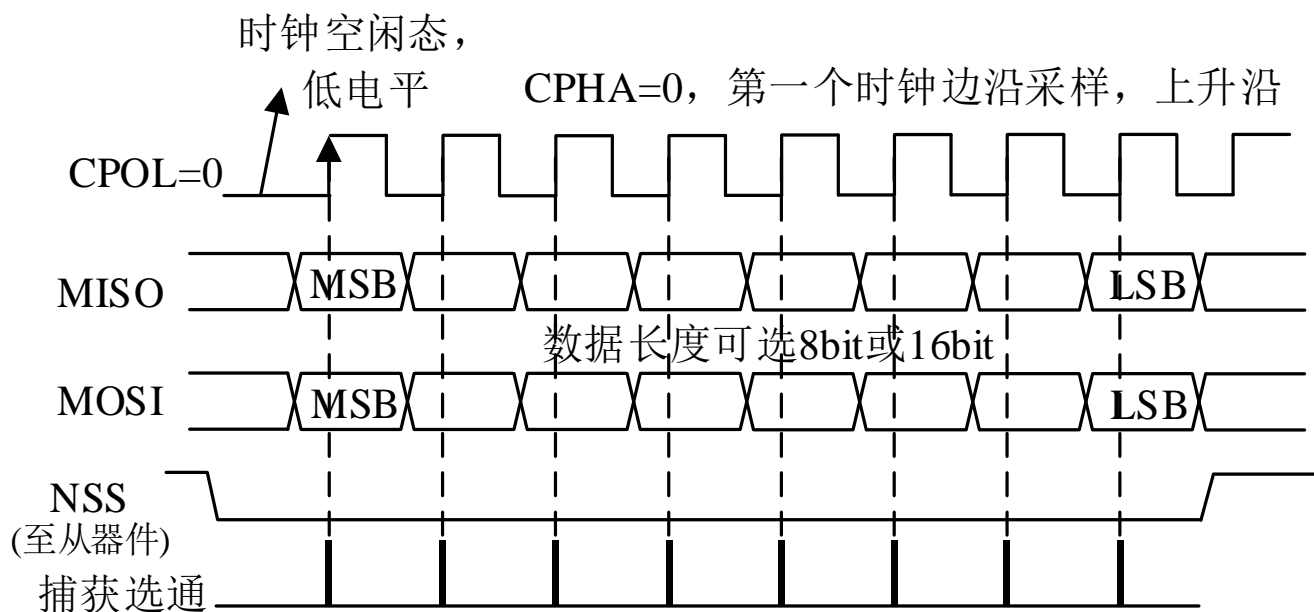 时钟空闲态，
低电平
CPHA=0，第一个时钟边沿采样，上升沿
CPOL=0
MISO
MSB
LSB
数据长度可选8bit或16bit
MOSI
MSB
LSB
NSS
(至从器件)
捕获选通